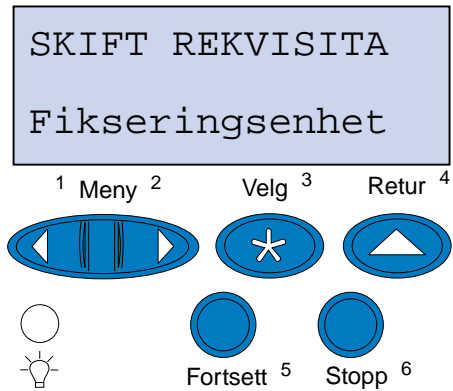 SKIFT REKVISITA
Fikseringsenhet
1 Meny 2 Velg 3 Retur 4
Fortsett 5 Stopp 6